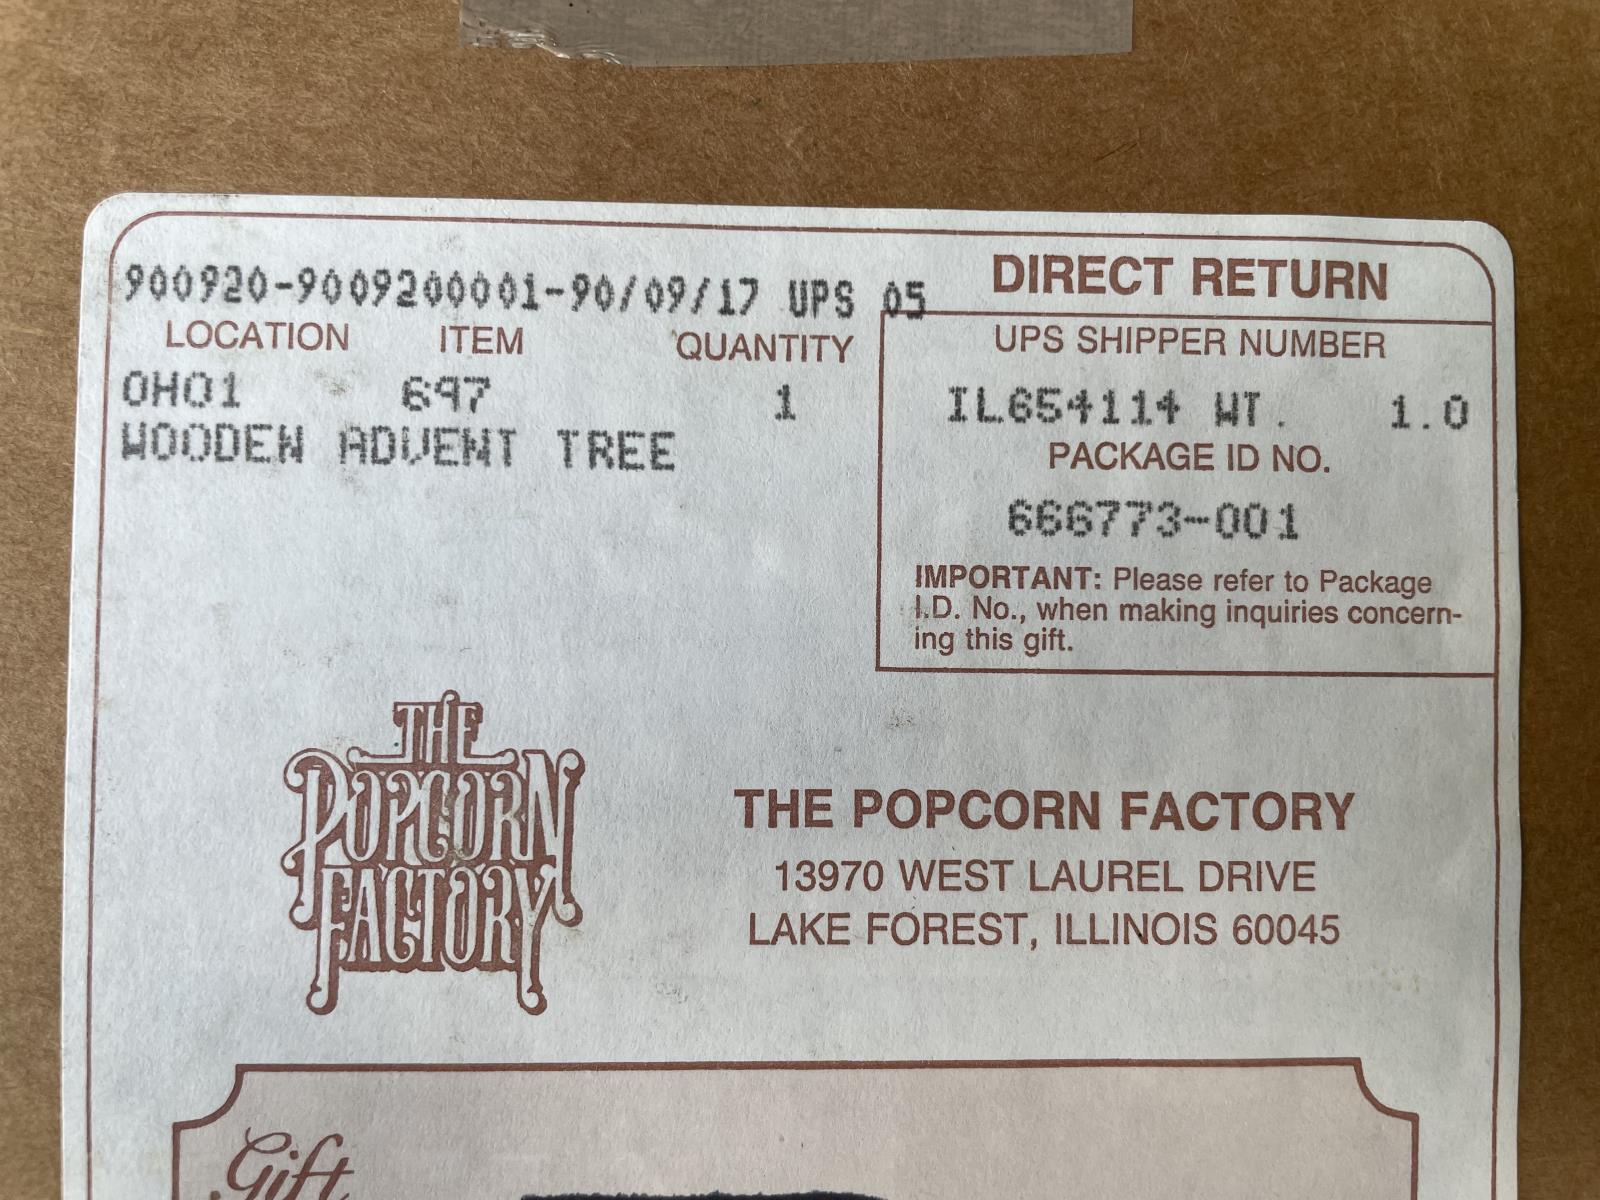 900920-9009200001-90/09/17 UPS 05
LOCATION ITEM QUANTITY
0H01 697 1
WOODEN ADVENT TREE
DIRECT RETURN
UPS SHIPPER NUMBER
IL654114 WT. 1.0
PACKAGE ID NO.
666773-001
IMPORTANT: Please refer to Package
I.D. No., when making inquiries concern-
ing this gift.
THE
POPCORN
FACTORY
THE POPCORN FACTORY
13970 WEST LAUREL DRIVE
LAKE FOREST, ILLINOIS 60045
Gift